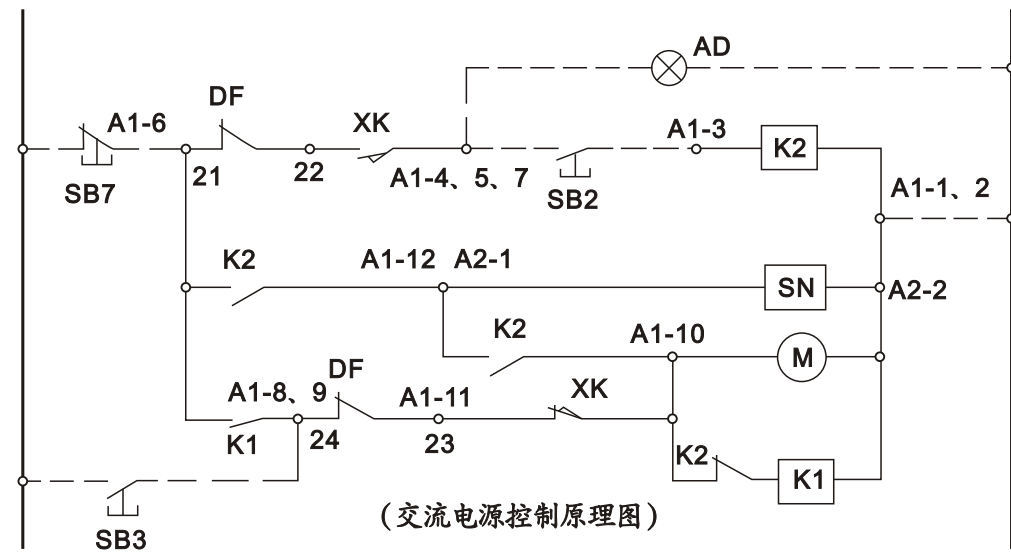 AD
DF
A1-6
XK
A1-3
K2
21
22
A1-4、5、7
SB7
SB2
A1-1、2
K2
A1-12
A2-1
SN
A2-2
K2
A1-10
M
DF
A1-8、9
A1-11
XK
K1
24
23
K2
K1
SB3
(交流电源控制原理图)